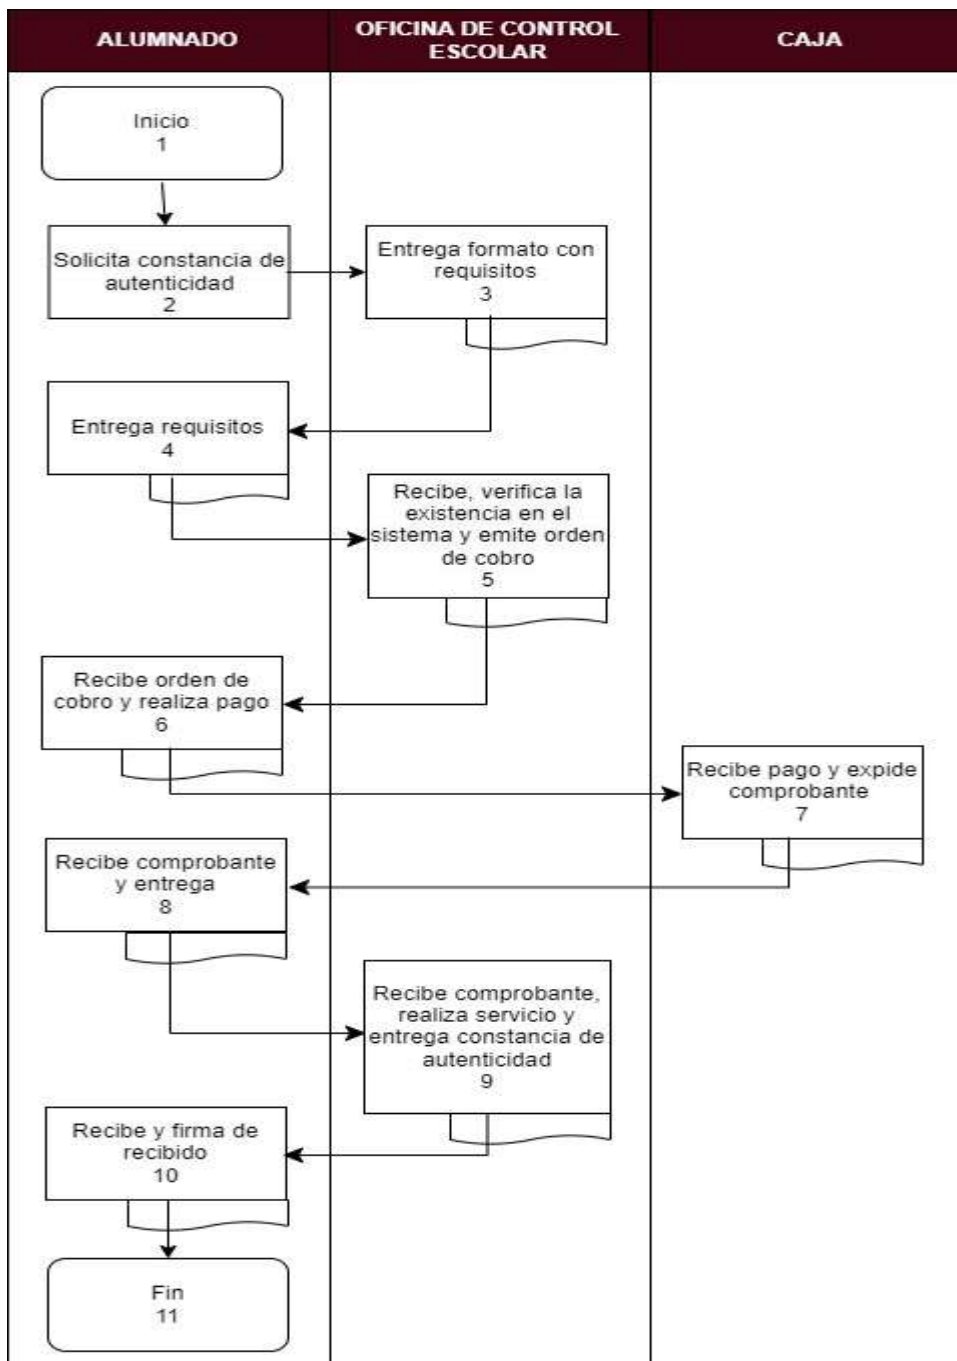 ALUMNADO
OFICINA DE CONTROL
ESCOLAR
CAJA
Inicio
1
Solicita constancia de
autenticidad
2
Entrega formato con
requisitos
3
Entrega requisitos
4
Recibe, verifica la
existencia en el
sistema y emite orden
de cobro
5
Recibe orden de
cobro y realiza pago
6
Recibe pago y expide
comprobante
7
Recibe comprobante
y entrega
8
Recibe comprobante,
realiza servicio y
entrega constancia de
autenticidad
9
Recibe y firma de
recibido
10
Fin
11